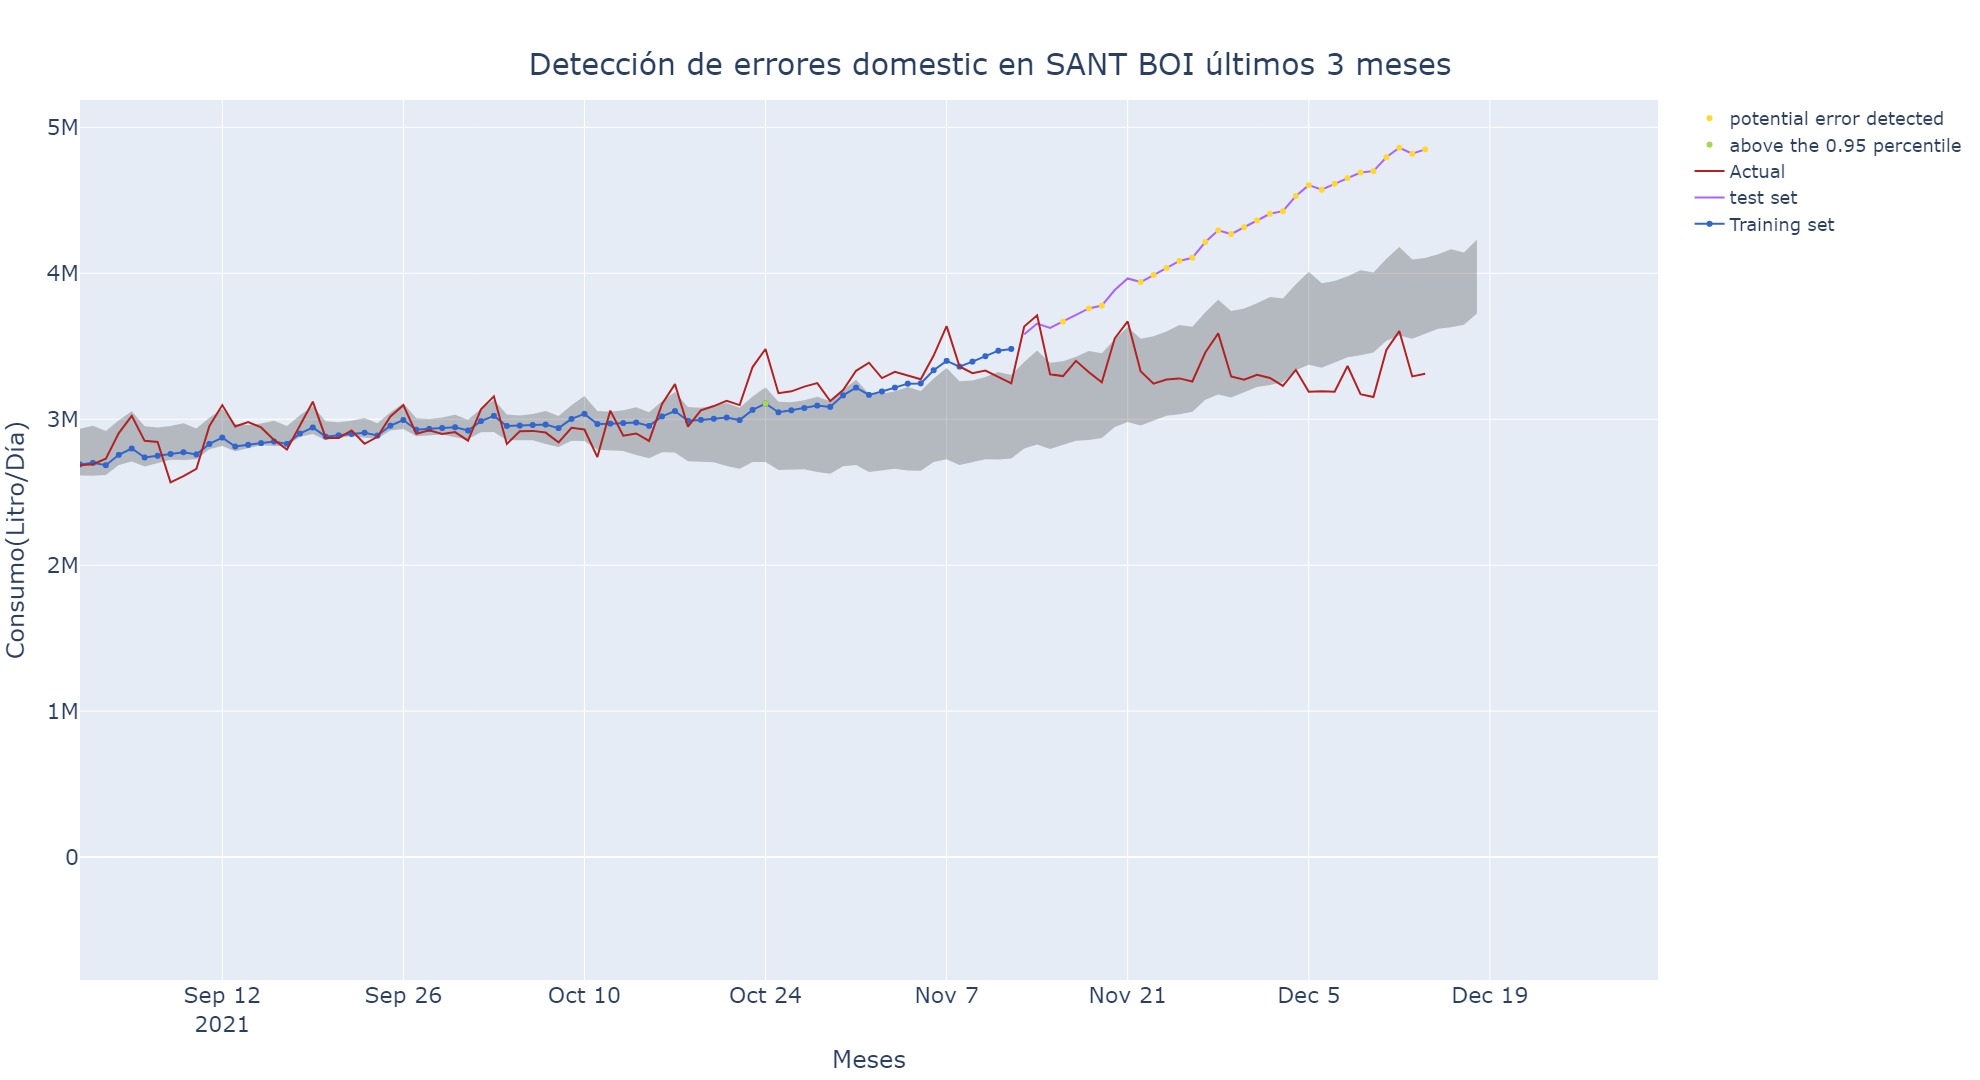 Detección de errores domestic en SANT BOI últimos 3 meses
potential error detected
above the 0.95 percentile
Actual
test set
Training set
Consumo(Litro/Día)
5M
4M
3M
2M
1M
0
Sep 12
2021
Sep 26
Oct 10
Oct 24
Nov 7
Nov 21
Dec 5
Dec 19
Meses